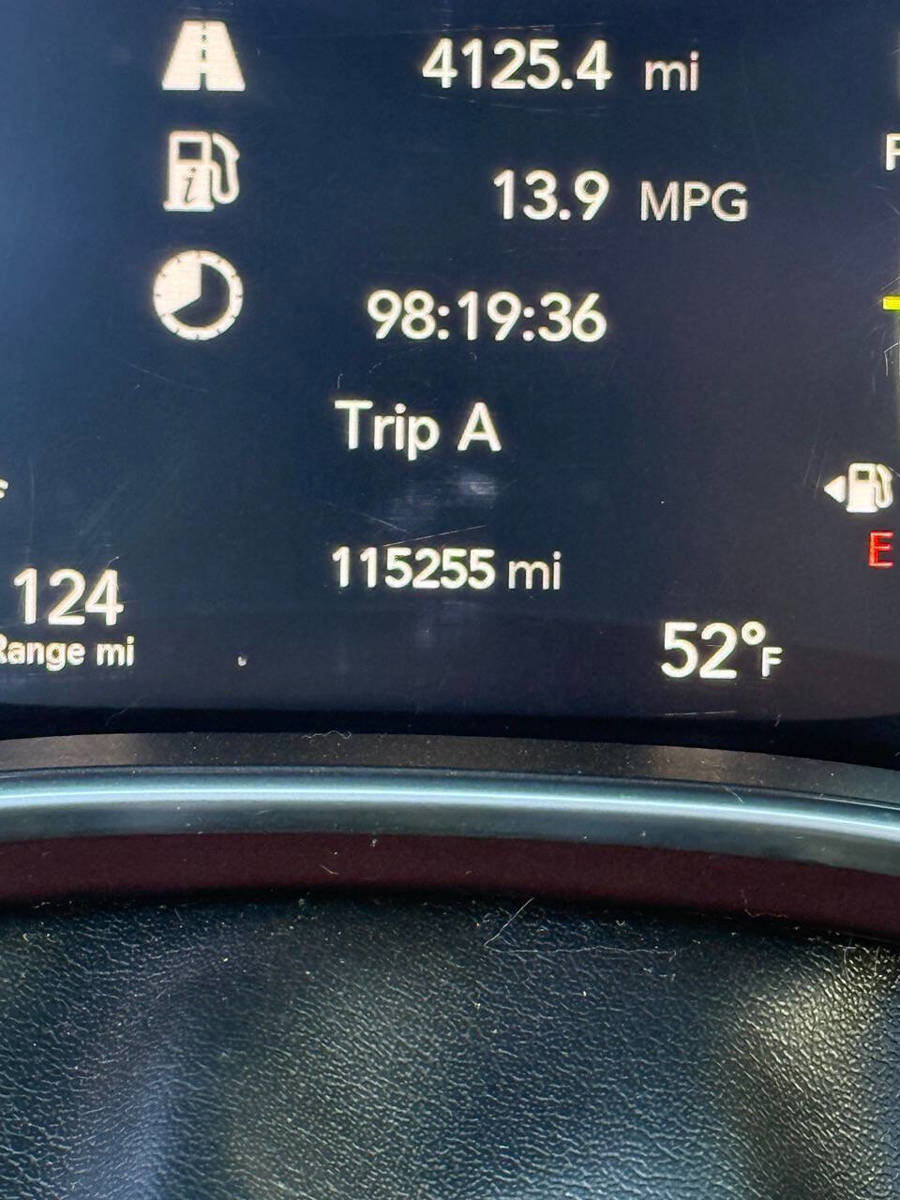 4125.4 mi
13.9 MPG
98:19:36
Trip A
115255 mi
E
124
Range mi
52°F